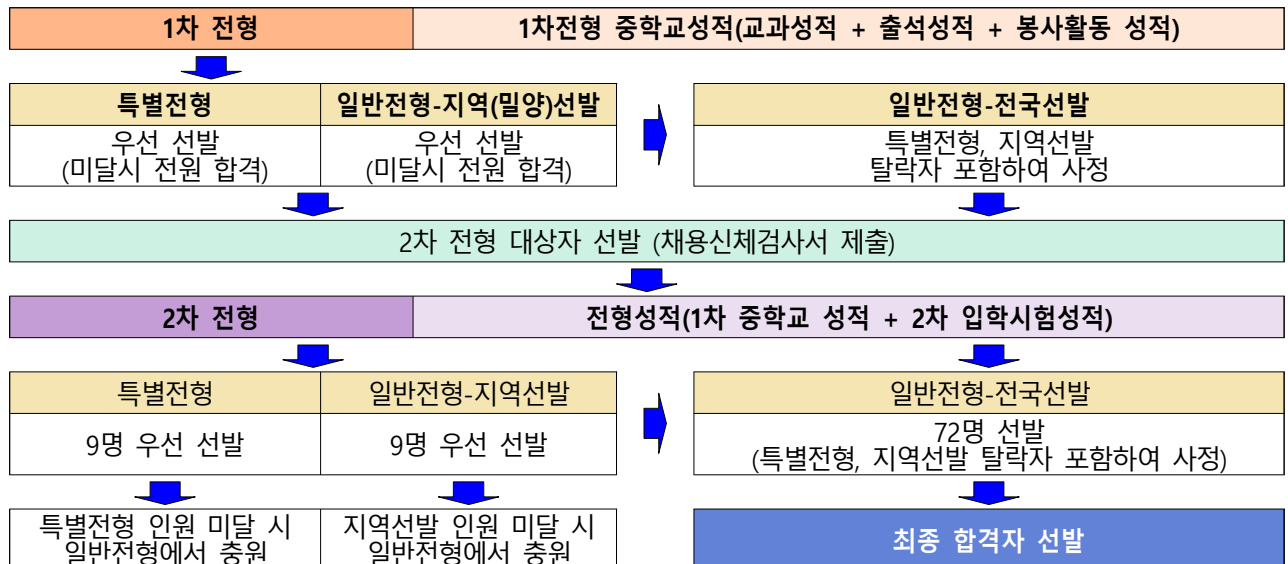 1차 전형
1차전형 중학교성적(교과성적 + 출석성적 + 봉사활동 성적)
특별전형
일반전형-지역(밀양)선발
일반전형-전국선발
우선 선발
(미달시 전원 합격)
우선 선발
(미달시 전원 합격)
특별전형, 지역선발
탈락자 포함하여 사정
2차 전형 대상자 선발 (채용신체검사서 제출)
2차 전형
전형성적(1차 중학교 성적 + 2차 입학시험성적)
특별전형
일반전형-지역선발
일반전형-전국선발
9명 우선 선발
9명 우선 선발
72명 선발
(특별전형, 지역선발 탈락자 포함하여 사정)
특별전형 인원 미달 시
일반전형에서 충원
지역선발 인원 미달 시
일반전형에서 충원
최종 합격자 선발